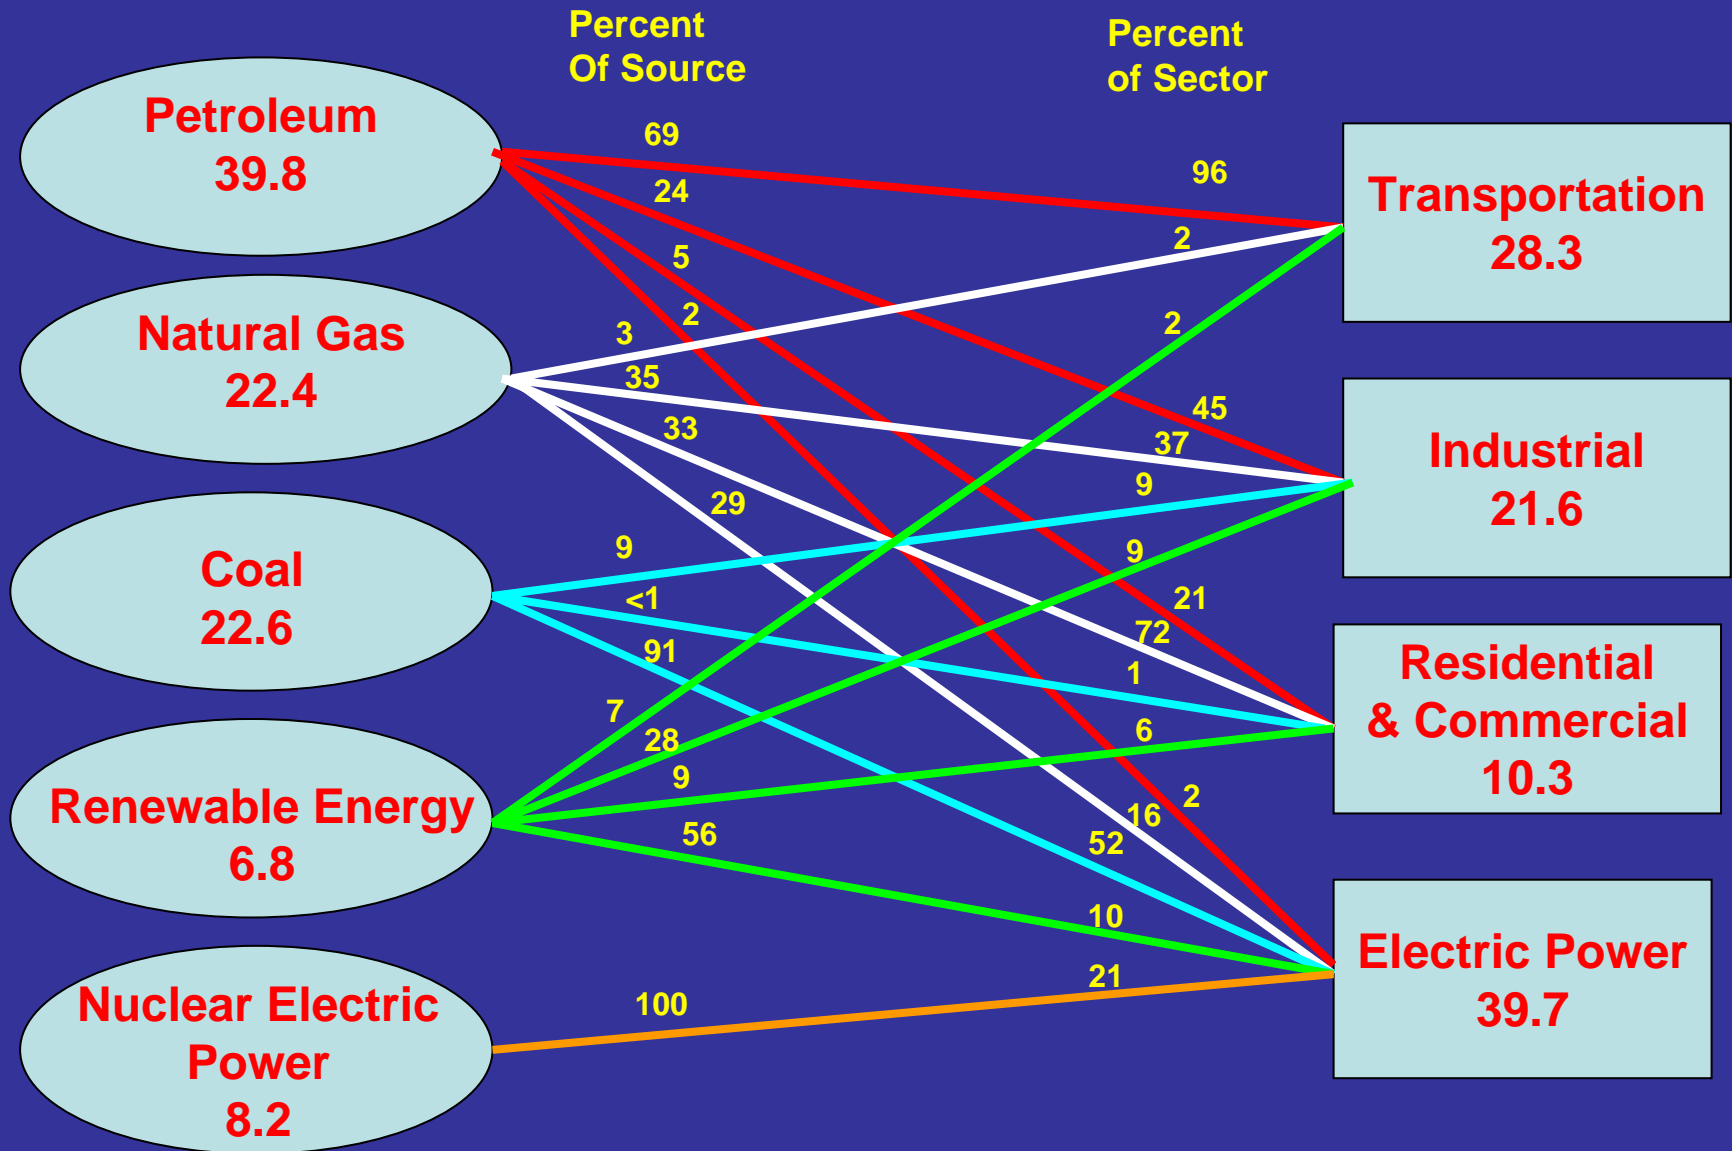 Percent
Of Source
Percent
of Sector
Petroleum
39.8
Natural Gas
22.4
Coal
22.6
Renewable Energy
6.8
Nuclear Electric
Power
8.2
69
24
5
2
3
35
33
29
9
<1
91
7
28
9
56
100
96
2
2
45
37
9
9
21
72
1
6
2
16
52
10
21
Transportation
28.3
Industrial
21.6
Residential
& Commercial
10.3
Electric Power
39.7